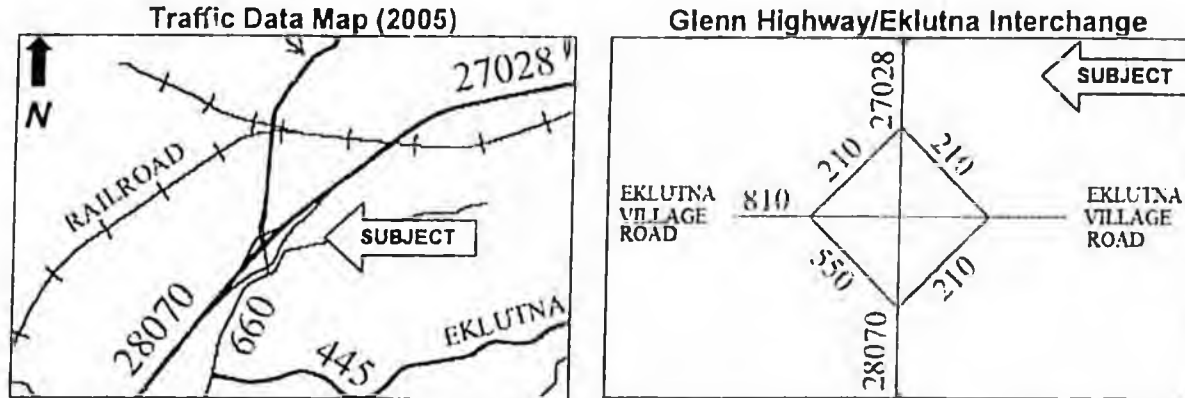 Traffic Data Map (2005)
N
27028
RAILROAD
SUBJECT
28070
660
445
EKLUTNA
Glenn Highway/Eklutna Interchange
SUBJECT
27028
210
210
EKLUTNA
VILLAGE
ROAD
810
EKLUTNA
VILLAGE
ROAD
550
210
28070